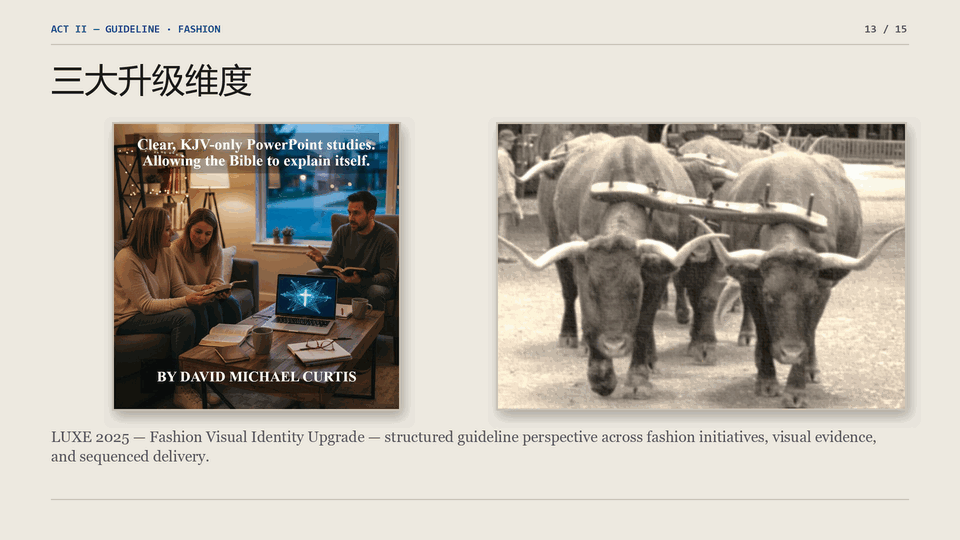 ACT II — GUIDELINE · FASHION
13 / 15
三大升级维度
Clear, KJV-only PowerPoint studies.
Allowing the Bible to explain itself.
BY DAVID MICHAEL CURTIS
LUXE 2025 — Fashion Visual Identity Upgrade — structured guideline perspective across fashion initiatives, visual evidence,
and sequenced delivery.